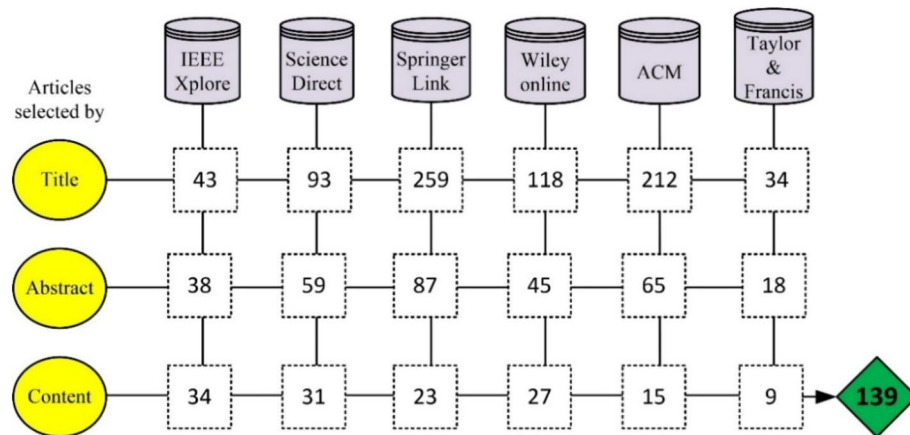 Articles
selected by
IEEE
Xplore
Science
Direct
Springer
Link
Wiley
online
ACM
Taylor
&
Francis
Title
43
93
259
118
212
34
Abstract
38
59
87
45
65
18
Content
34
31
23
27
15
9
139